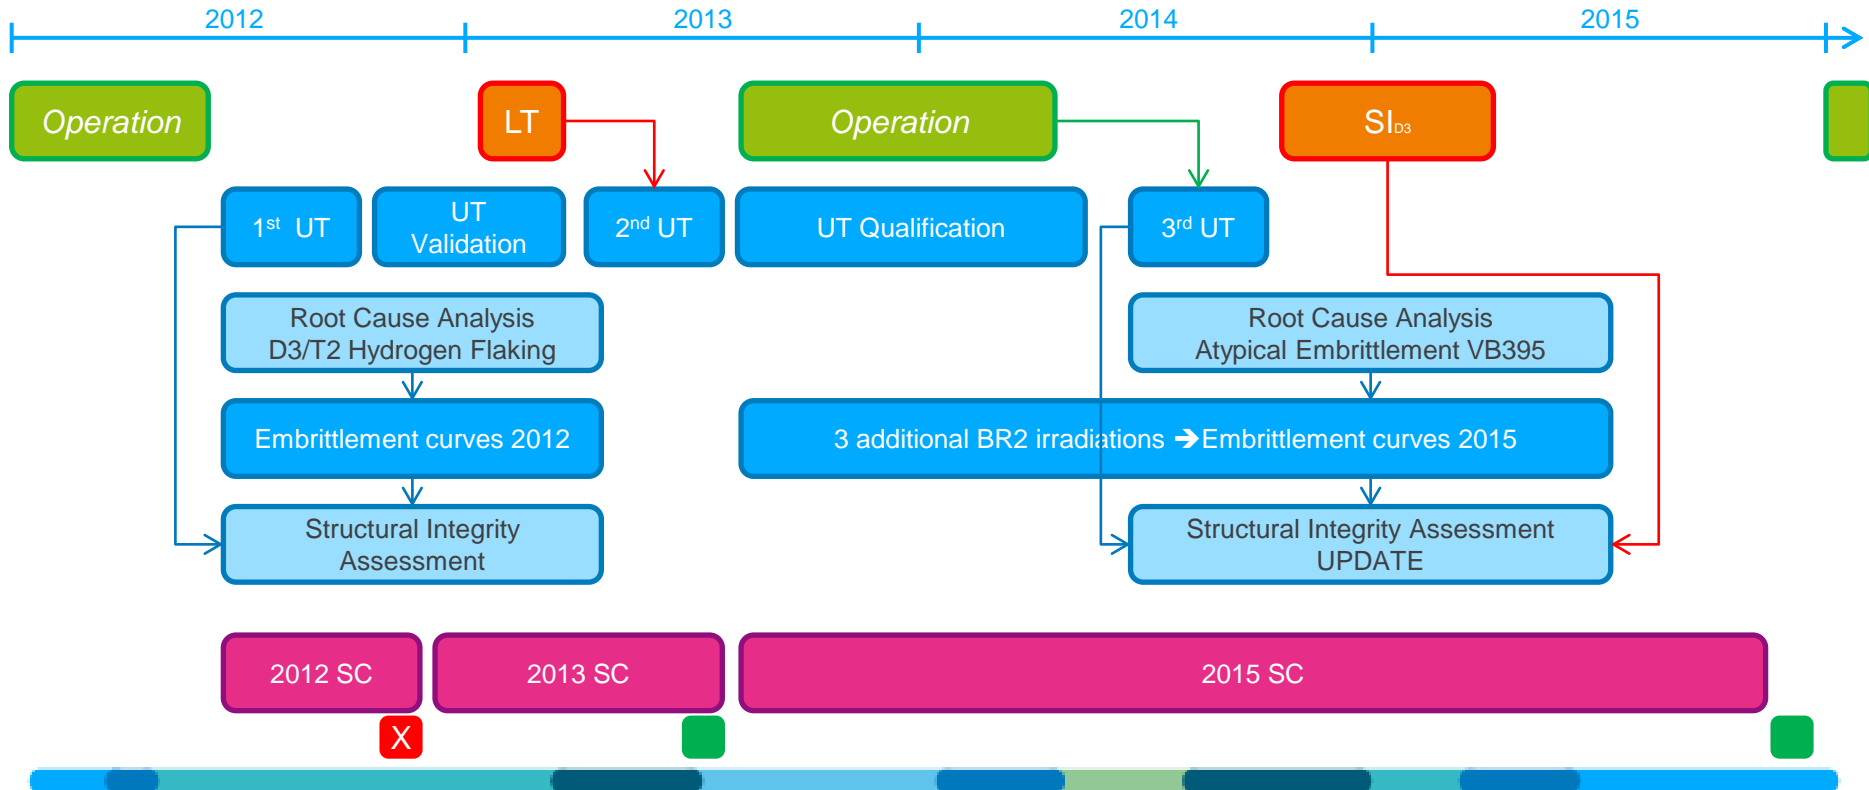 2012
2013
2014
2015
Operation
LT
Operation
SI D3
1st UT
UT
Validation
2nd UT
UT Qualification
3rd UT
Root Cause Analysis
D3/T2 Hydrogen Flaking
Root Cause Analysis
Atypical Embrittlement VB395
Embrittlement curves 2012
3 additional BR2 irradiations ➔Embrittlement curves 2015
Structural Integrity
Assessment
Structural Integrity Assessment
UPDATE
2012 SC
2013 SC
2015 SC
X